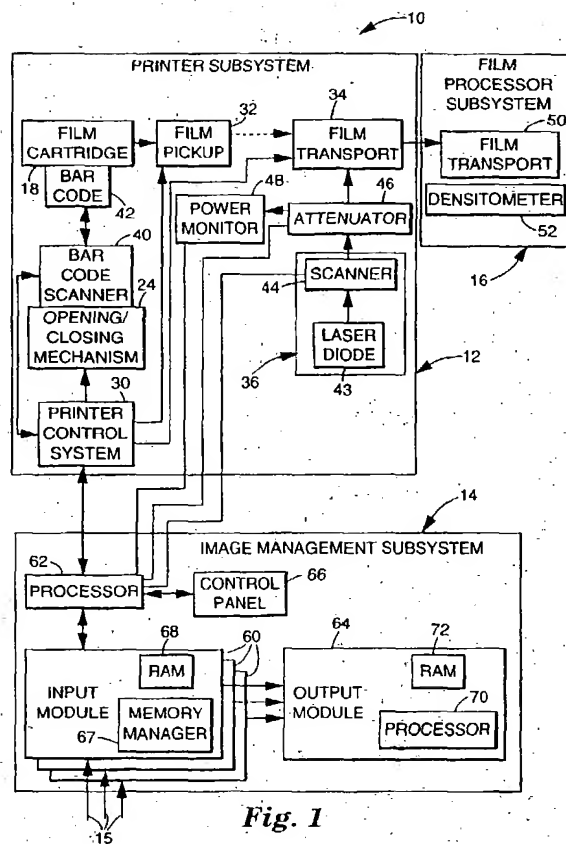 10
PRINTER SUBSYSTEM
FILM
PROCESSOR
SUBSYSTEM
32
34
50
FILM
CARTRIDGE
FILM
PICKUP
FILM
TRANSPORT
FILM
TRANSPORT
18
BAR
CODE
42
48
46
DENSITOMETER
52
POWER
MONITOR
ATTENUATOR
40
BAR
CODE
SCANNER
24
SCANNER
44
16
OPENING/
CLOSING
MECHANISM
LASER
DIODE
36
43
12
30
PRINTER
CONTROL
SYSTEM
14
IMAGE MANAGEMENT SUBSYSTEM
62
PROCESSOR
CONTROL
PANEL
66
68
60
64
72
RAM
RAM
INPUT
MODULE
OUTPUT
MODULE
70
MEMORY
MANAGER
67
PROCESSOR
15
Fig. 1